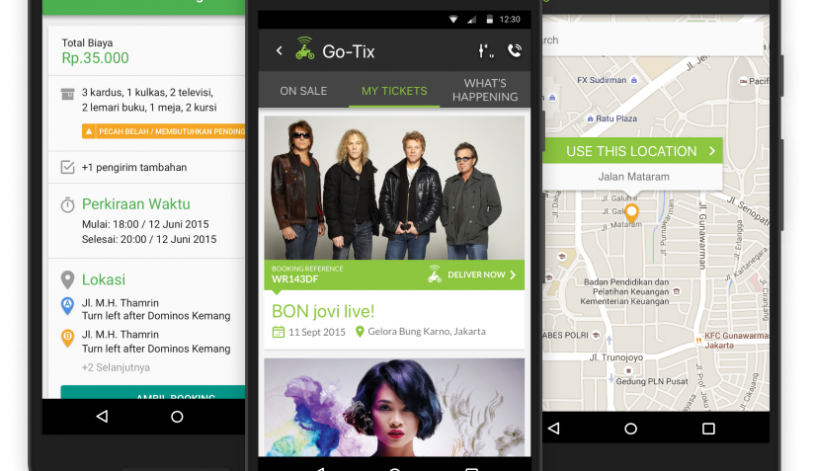 Total Biaya
Rp.35.000
3 kardus, 1 kulkas, 2 televisi,
2 lemari buku, 1 meja, 2 kursi
PECAH BELAH / MEMBUTUHKAN PENDING
+1 pengirim tambahan
Perkiraan Waktu
Mulai: 18:00 / 12 Juni 2015
Selesai: 20:00 / 12 Juni 2015
Lokasi
A
Jl. M.H. Thamrin
Turn left after Dominos Kemang
B
Jl. M.H. Thamrin
Turn left after Dominos Kemang
+2 Selanjutnya
AMBIL BOOKING
12:30
Go-Tix
ON SALE
MY TICKETS
WHAT'S
HAPPENING
BOOKING REFERENCE
WR143DF
DELIVER NOW
BON jovi live!
11 Sept 2015
Gelora Bung Karno, Jakarta
rch
FX Sudirman
Pacif
Ratu Plaza
USE THIS LOCATION
Jalan Mataram
Jl. Mataram
Jl. Gunawarman
Jl. Senopat
Jl. Erlangga
Badan Pendidikan dan
Pelatihan Keuangan
Kementerian Keuangan
ABES POLRI
KFC Gunawarma
Jakarta
Jl. Trunojoyo
Gedung PLN Pusat
Jl. Cikajang